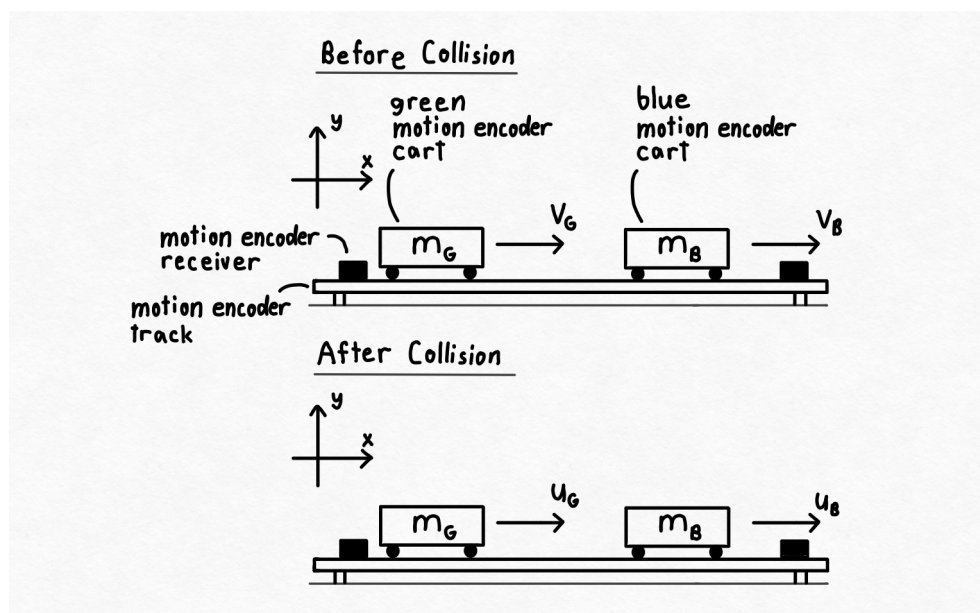 Before Collision
green
motion encoder
cart
blue
motion encoder
cart
y
x
V_G
V_B
m_G
m_B
motion encoder
receiver
motion encoder
track
After Collision
y
x
u_G
u_B
m_G
m_B